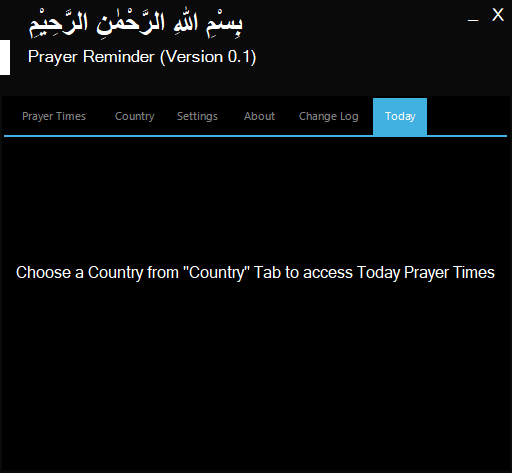 بِسْمِ اللهِ الرَّحْمٰنِ الرَّحِيْمِ
_ X
Prayer Reminder (Version 0.1)
Prayer Times Country Settings About Change Log Today
Choose a Country from "Country" Tab to access Today Prayer Times